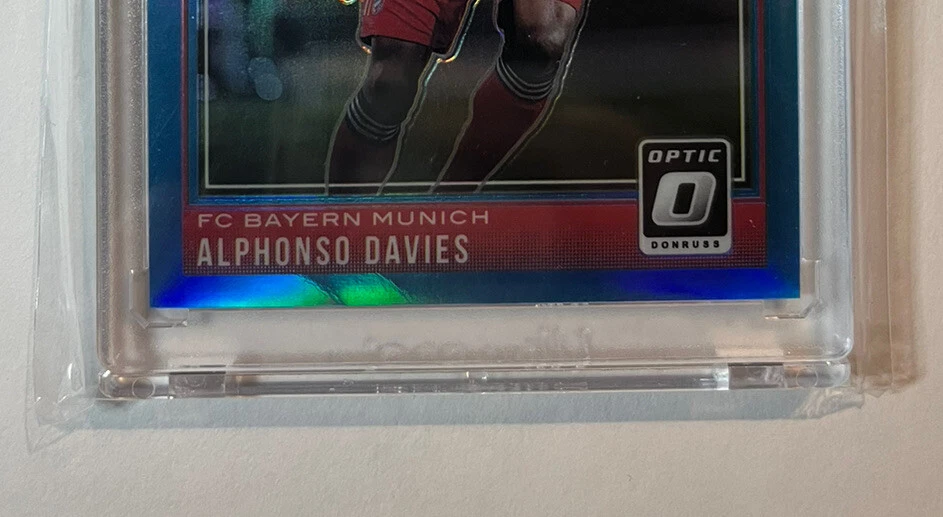 OPTIC
O
DONRUSS
FC BAYERN MUNICH
ALPHONSO DAVIES